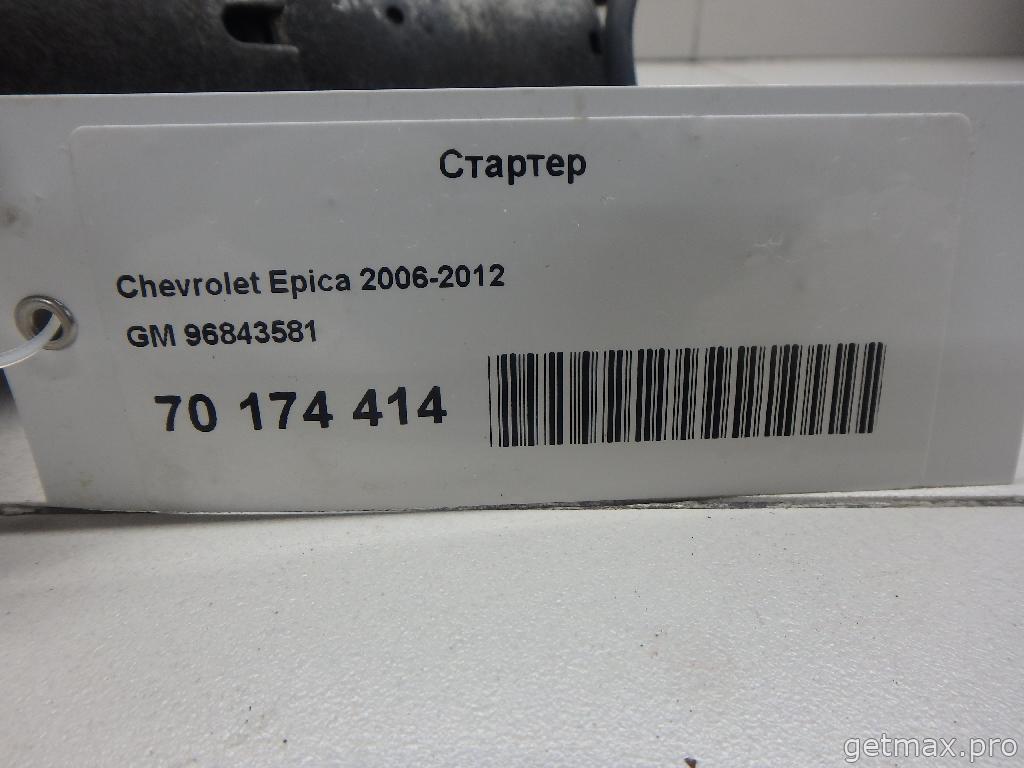 Стартер
Chevrolet Epica 2006-2012
GM 96843581
70 174 414
getmax.pro